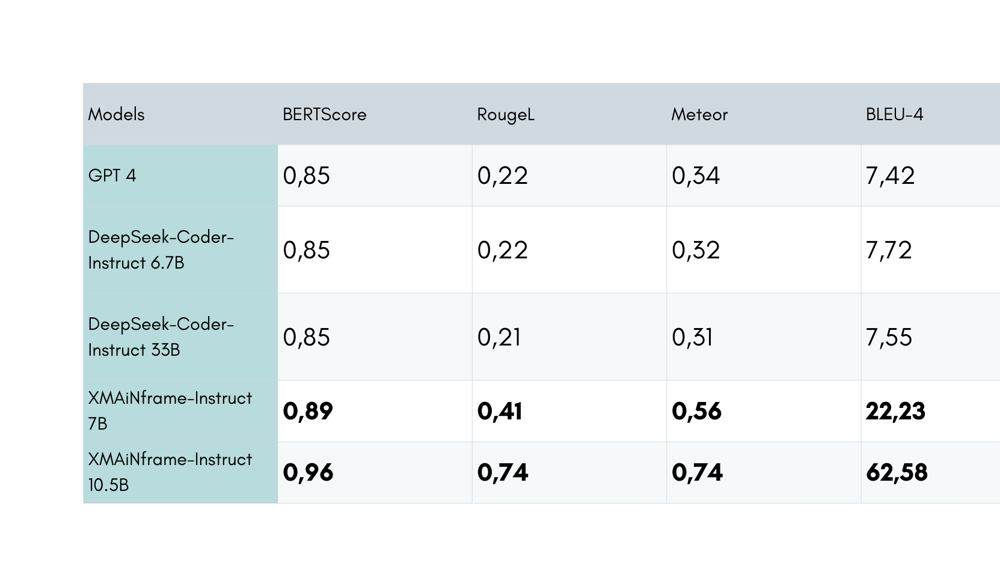 Models BERTScore RougeL Meteor BLEU-4
GPT 4 0,85 0,22 0,34 7,42
DeepSeek-Coder-
Instruct 6.7B 0,85 0,22 0,32 7,72
DeepSeek-Coder-
Instruct 33B 0,85 0,21 0,31 7,55
XMAiNframe-Instruct
7B 0,89 0,41 0,56 22,23
XMAiNframe-Instruct
10.5B 0,96 0,74 0,74 62,58